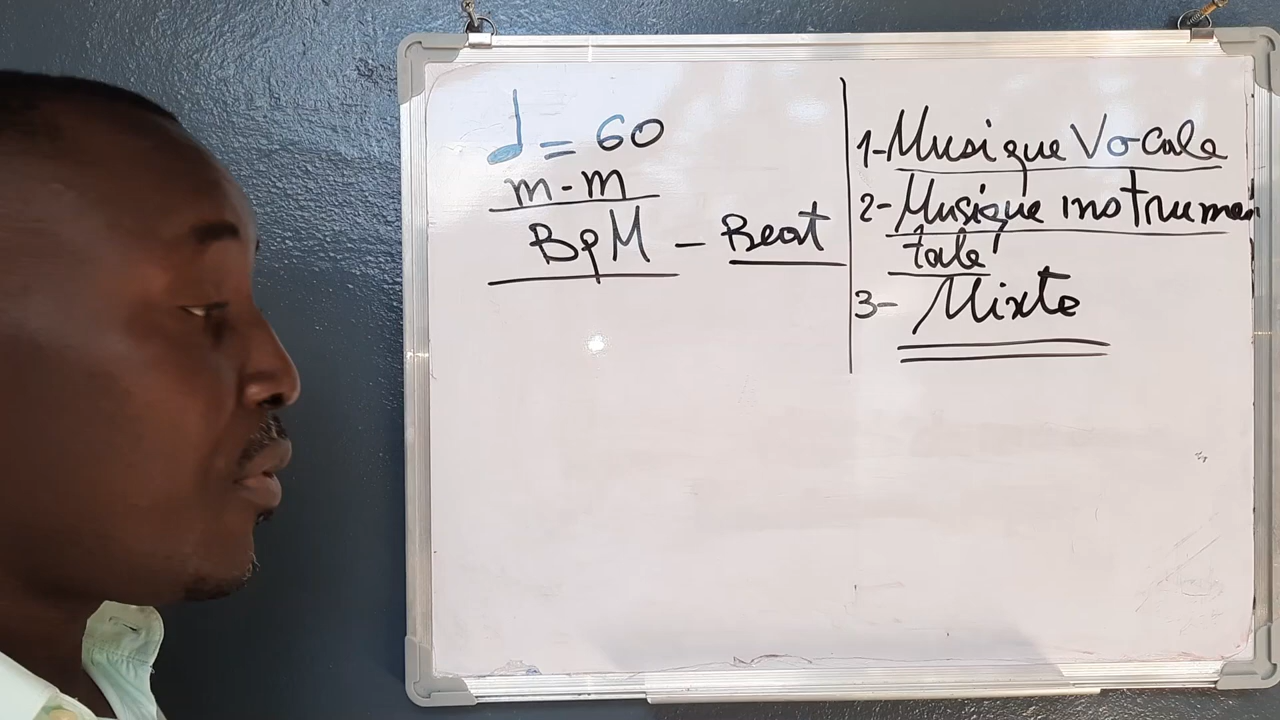 ♩ = 60
m-m
BpM - Beat
1- Musique Vocale
2- Musique instrumen
tale
3- Mixte